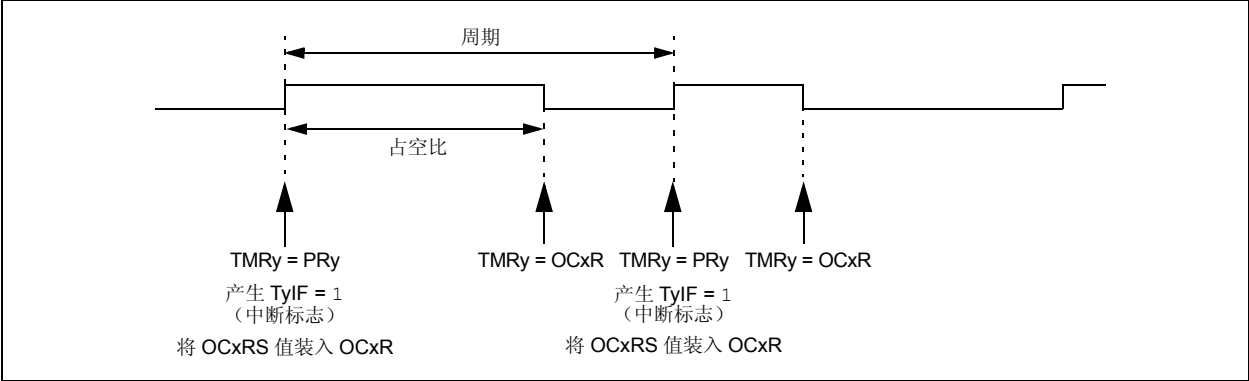 周期
占空比
TMRy = PRy
TMRy = OCxR
TMRy = PRy
TMRy = OCxR
产生 TyIF = 1
（中断标志）
将 OCxRS 值装入 OCxR
产生 TyIF = 1
（中断标志）
将 OCxRS 值装入 OCxR